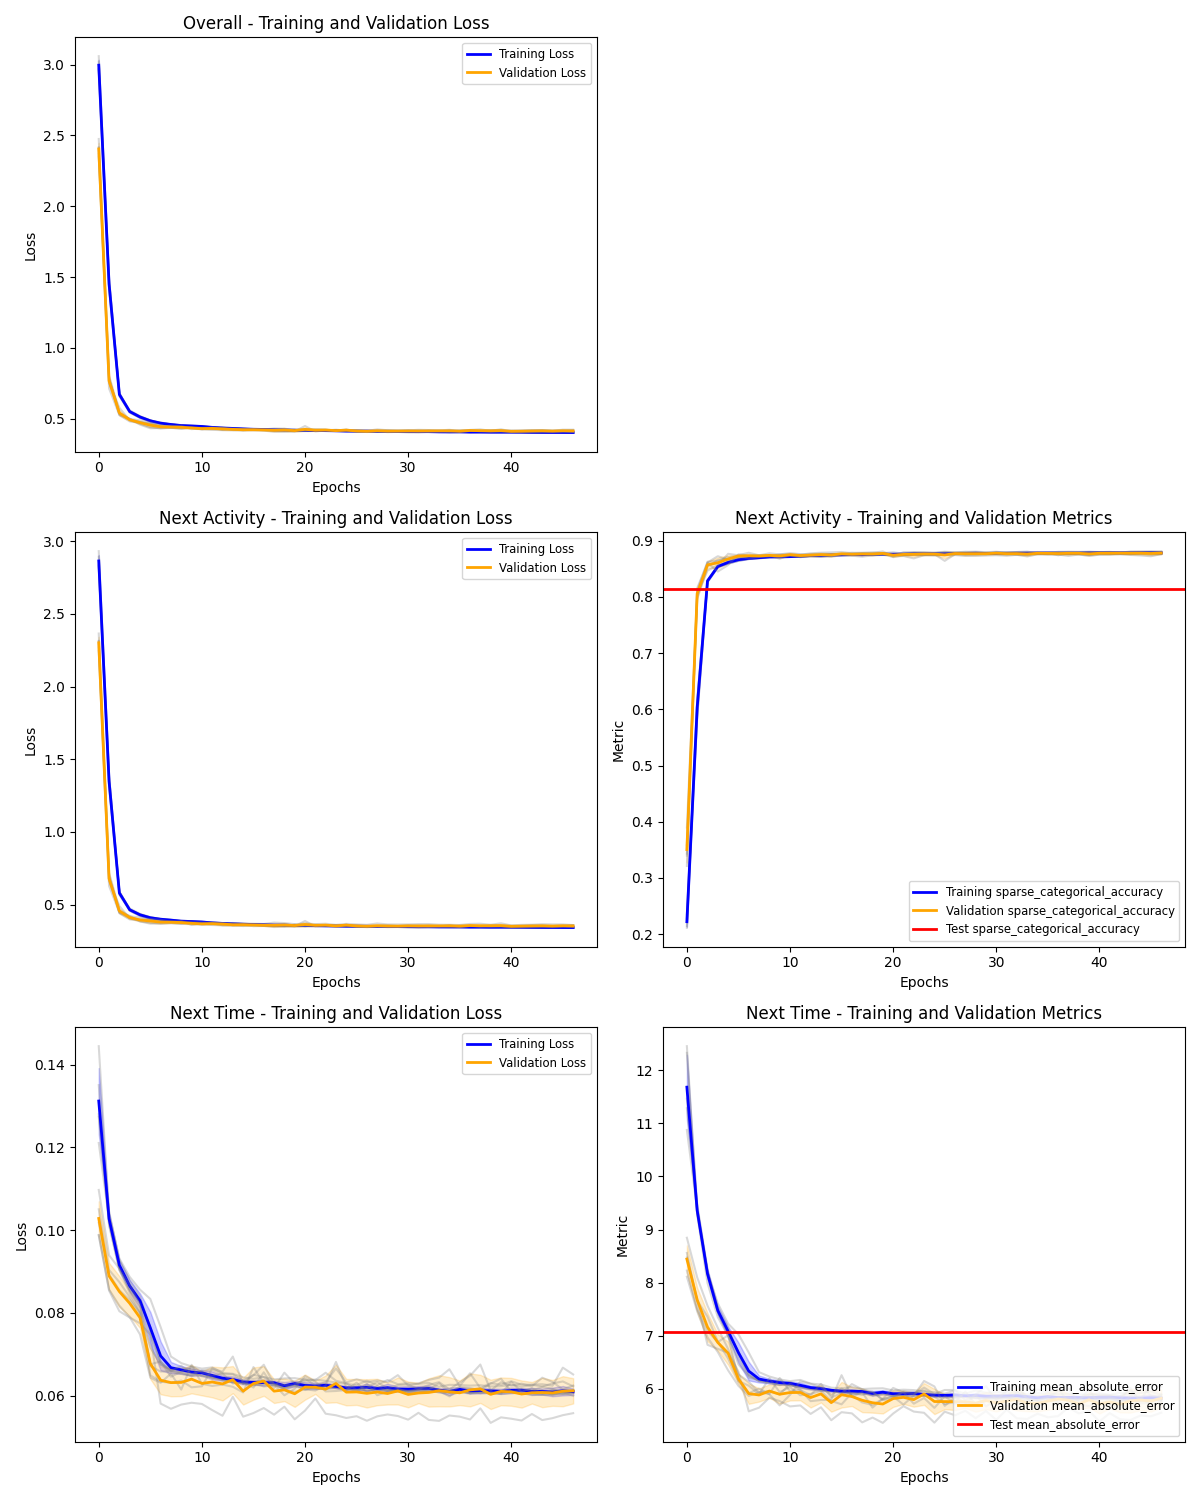 Overall - Training and Validation Loss
Training Loss
Validation Loss
3.0
2.5
2.0
1.5
1.0
0.5
Loss
0 10 20 30 40
Epochs
Next Activity - Training and Validation Loss
Training Loss
Validation Loss
3.0
2.5
2.0
1.5
1.0
0.5
Loss
0 10 20 30 40
Epochs
Next Activity - Training and Validation Metrics
0.9
0.8
0.7
0.6
0.5
0.4
0.3
0.2
Metric
Training sparse_categorical_accuracy
Validation sparse_categorical_accuracy
Test sparse_categorical_accuracy
0 10 20 30 40
Epochs
Next Time - Training and Validation Loss
Training Loss
Validation Loss
0.14
0.12
0.10
0.08
0.06
Loss
0 10 20 30 40
Epochs
Next Time - Training and Validation Metrics
12
11
10
9
8
7
6
Metric
Training mean_absolute_error
Validation mean_absolute_error
Test mean_absolute_error
0 10 20 30 40
Epochs